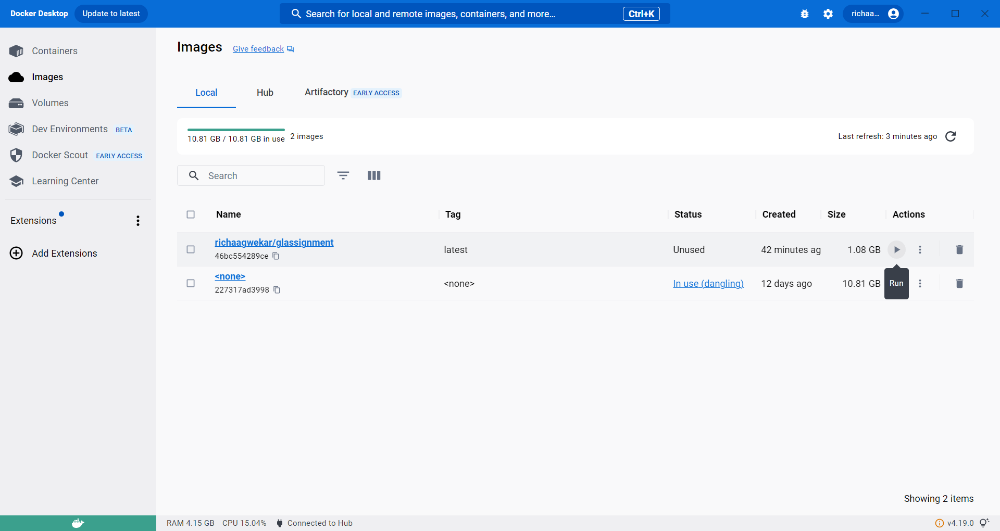 Docker Desktop Update to latest Search for local and remote images, containers, and more... Ctrl+K richaa...
Containers
Images
Volumes
Dev Environments BETA
Docker Scout EARLY ACCESS
Learning Center
Extensions
Add Extensions
Images Give feedback
Local Hub Artifactory EARLY ACCESS
10.81 GB / 10.81 GB in use 2 images Last refresh: 3 minutes ago
Search
Name Tag Status Created Size Actions
richaagwekar/glassignment
46bc554289ce
latest Unused 42 minutes ag 1.08 GB
<none>
227317ad3998
<none> In use (dangling) 12 days ago 10.81 GB Run
Showing 2 items
RAM 4.15 GB CPU 15.04% Connected to Hub v4.19.0